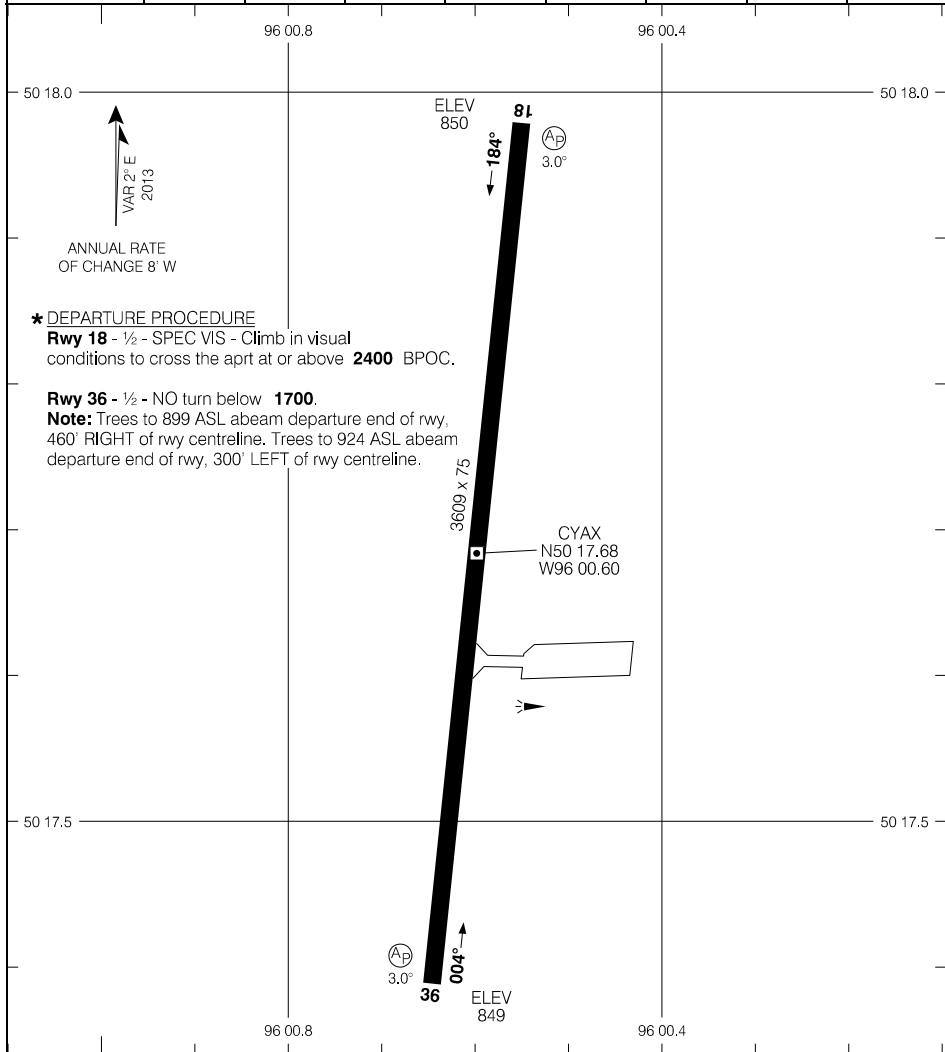 96 00.8 96 00.4
50 18.0 50 18.0
ELEV
850
18
AP
3.0°
184°
VAR 2° E
2013
ANNUAL RATE
OF CHANGE 8' W
* DEPARTURE PROCEDURE
Rwy 18 - ½ - SPEC VIS - Climb in visual
conditions to cross the aprt at or above 2400 BPOC.
Rwy 36 - ½ - NO turn below 1700.
Note: Trees to 899 ASL abeam departure end of rwy,
460' RIGHT of rwy centreline. Trees to 924 ASL abeam
departure end of rwy, 300' LEFT of rwy centreline.
3609 x 75
CYAX
N50 17.68
W96 00.60
50 17.5 50 17.5
AP
3.0°
004°
36
ELEV
849
96 00.8 96 00.4